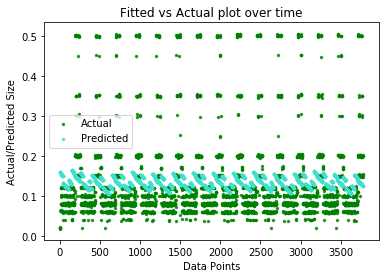 Fitted vs Actual plot over time
Actual/Predicted Size
0.5
0.4
0.3
0.2
0.1
0.0
Actual
Predicted
0 500 1000 1500 2000 2500 3000 3500
Data Points